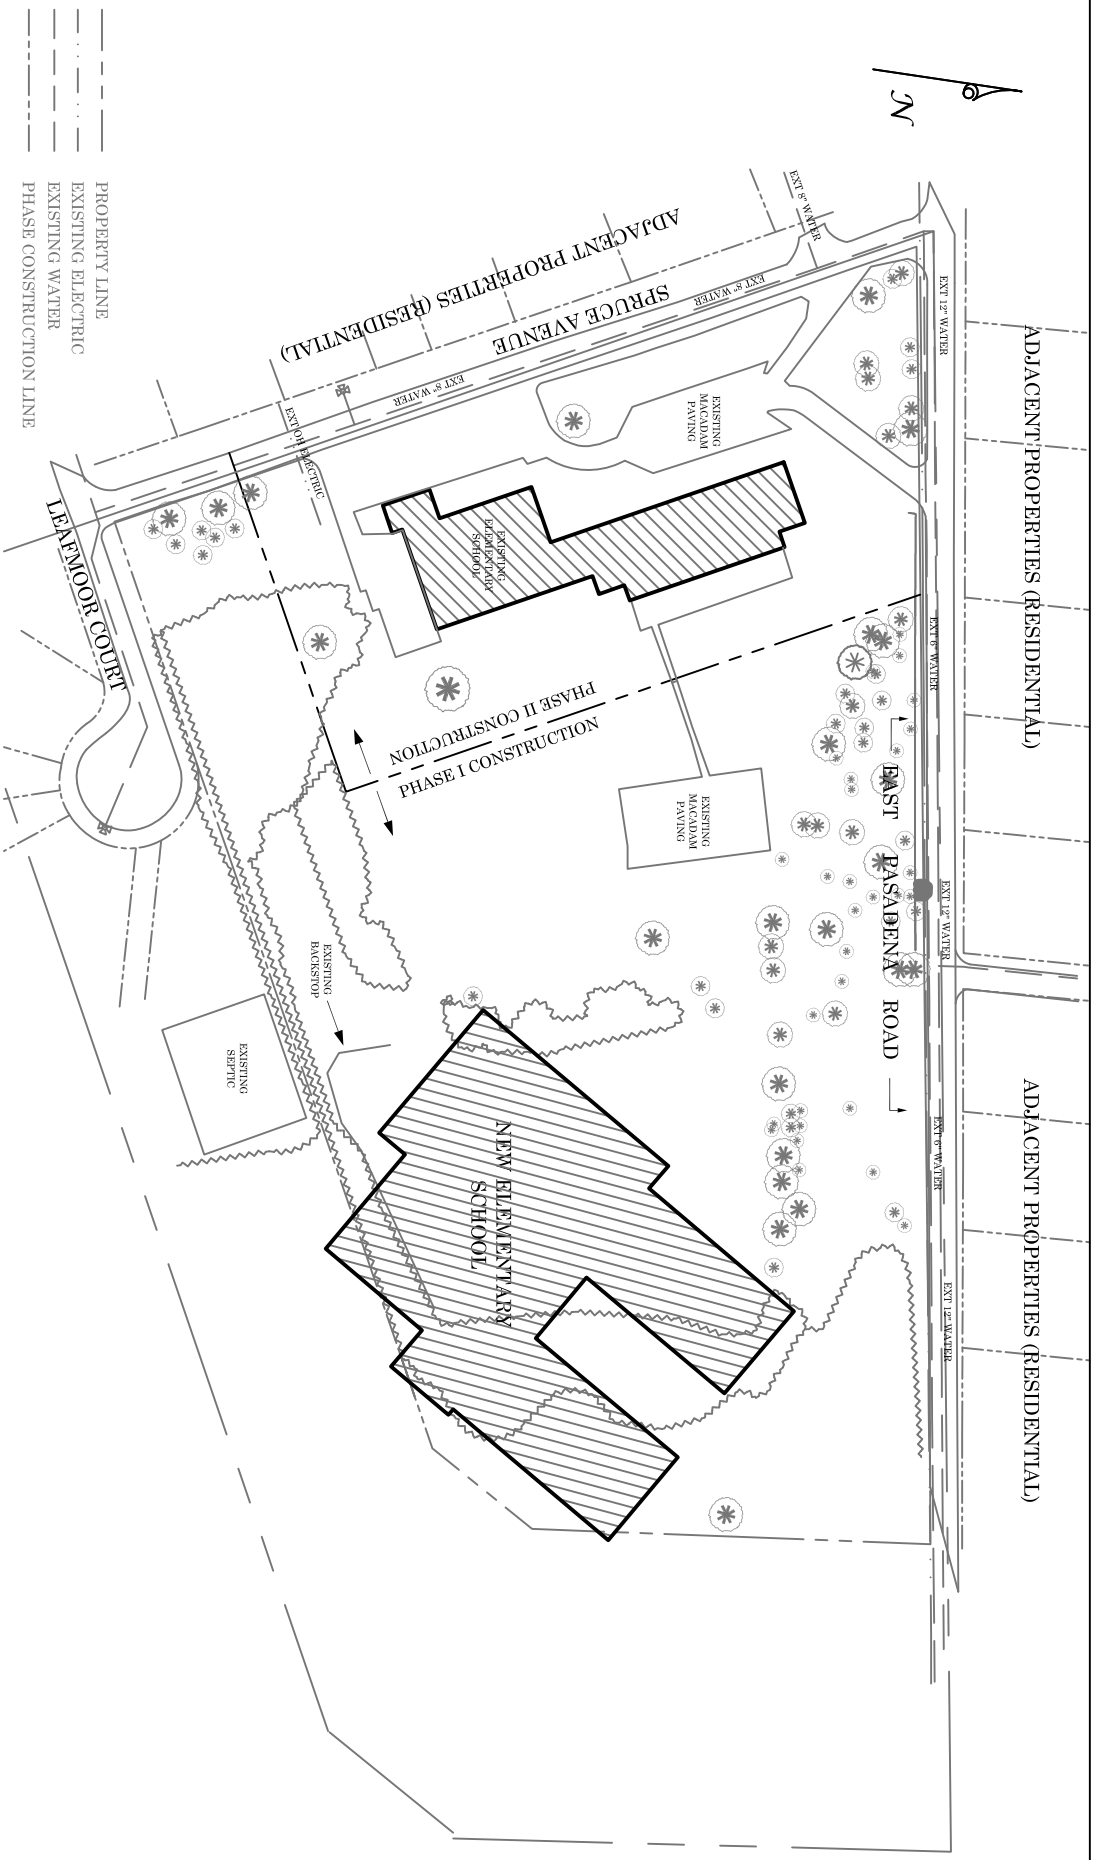 N
ADJACENT PROPERTIES (RESIDENTIAL)
ADJACENT PROPERTIES (RESIDENTIAL)
EXT 12" WATER
EXT 6" WATER
EXT 12" WATER
EXT 6" WATER
EXT 12" WATER
EAST PASADENA ROAD
EXT 8" WATER
EXT 8" WATER
EXT 8" WATER
ADJACENT PROPERTIES (RESIDENTIAL)
SPRUCE AVENUE
EXISTING
MACADAM
PAVING
EXISTING
ELEMENTARY
SCHOOL
EXT OH ELECTRIC
PHASE II CONSTRUCTION
PHASE I CONSTRUCTION
EXISTING
MACADAM
PAVING
NEW ELEMENTARY
SCHOOL
EXISTING
BACKSTOP
EXISTING
SEPTIC
LEAFMOOR COURT
PROPERTY LINE
EXISTING ELECTRIC
EXISTING WATER
PHASE CONSTRUCTION LINE